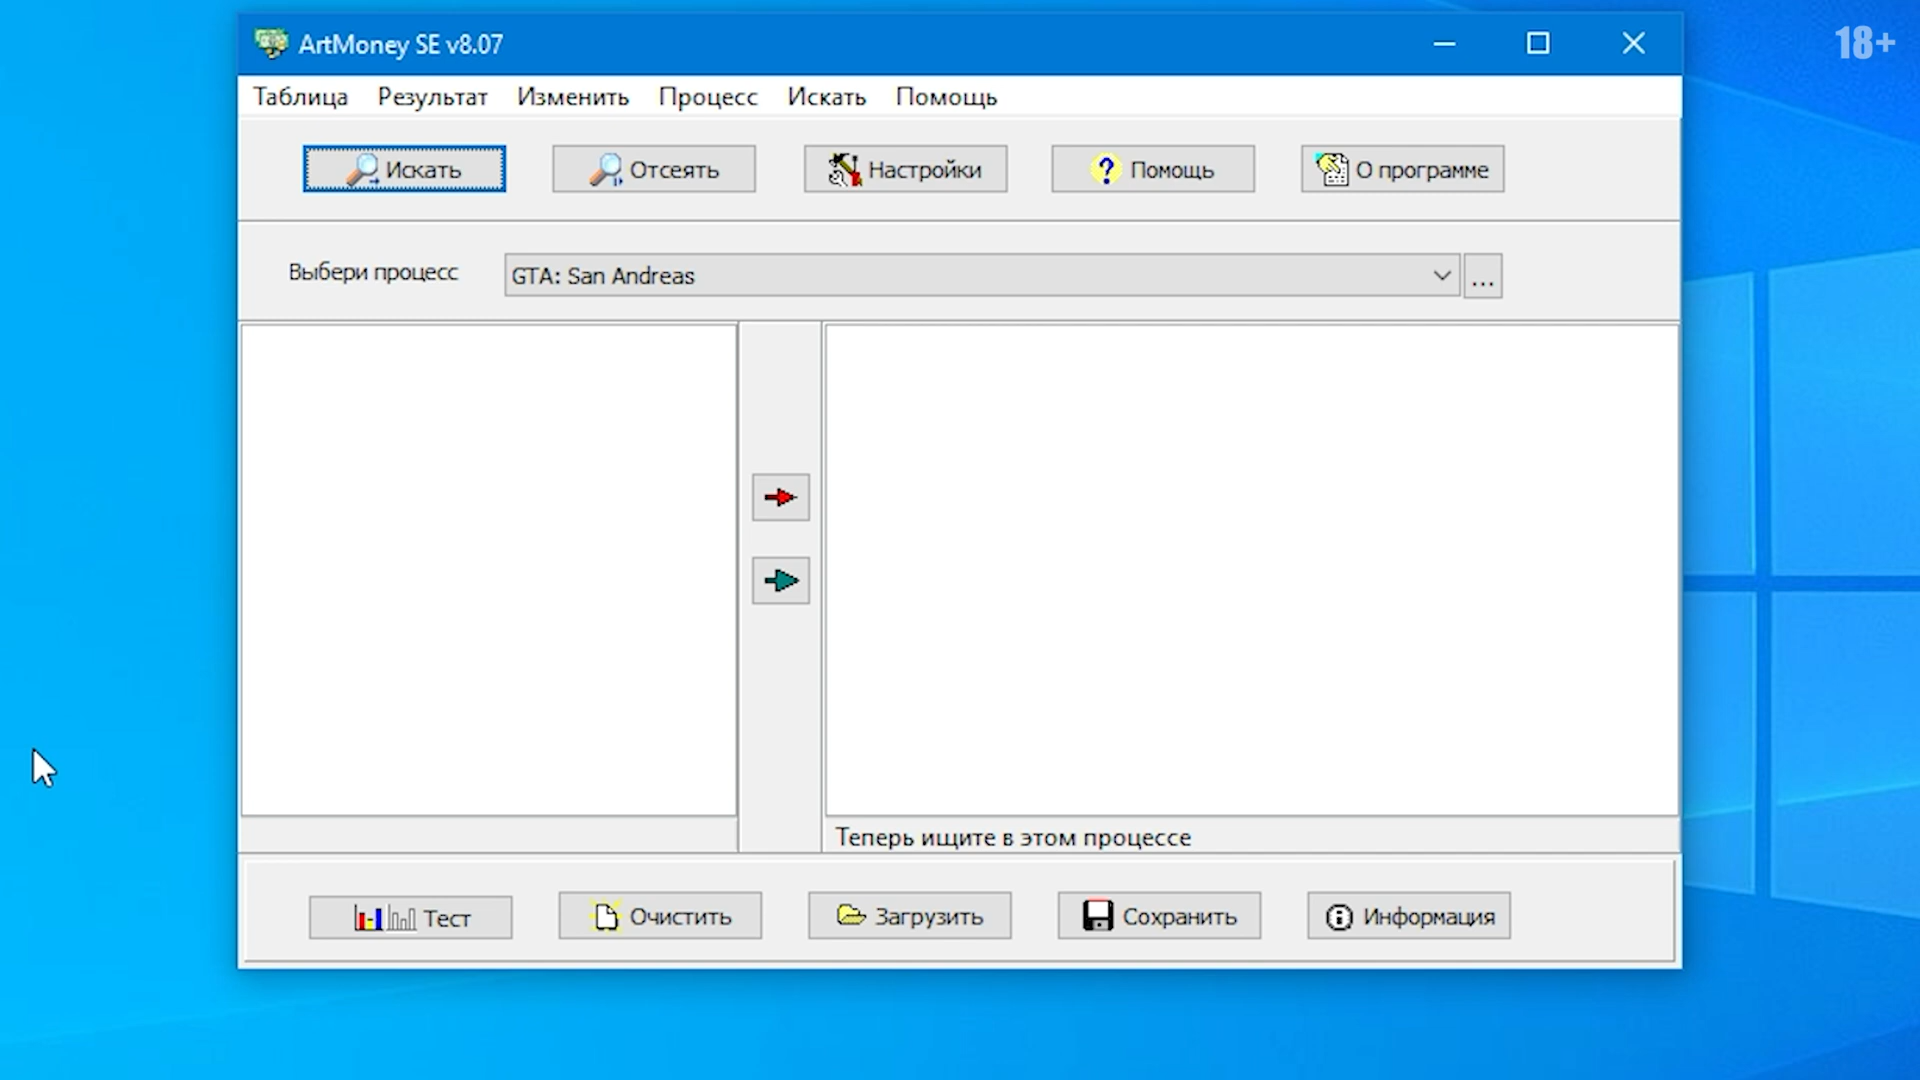 ArtMoney SE v8.07
18+
Таблица Результат Изменить Процесс Искать Помощь
Искать Отсеять Настройки Помощь О программе
Выбери процесс GTA: San Andreas ...
Теперь ищите в этом процессе
Тест Очистить Загрузить Сохранить Информация